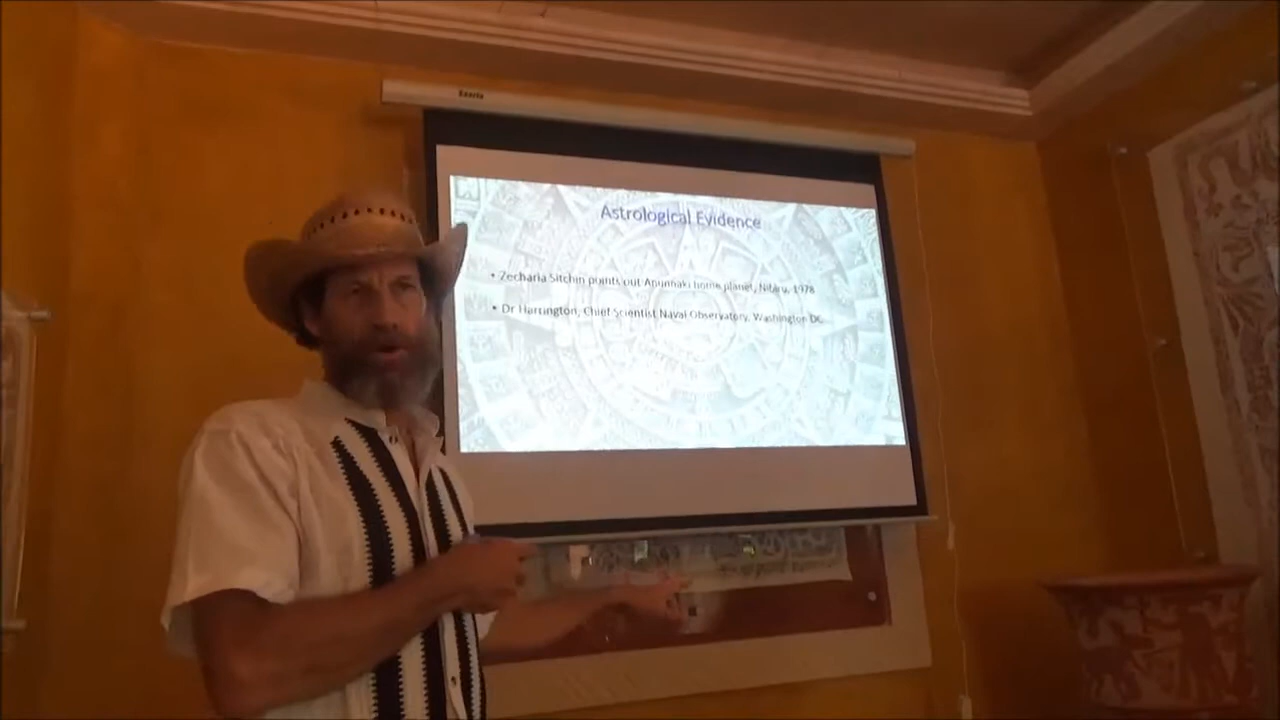 Astrological Evidence
• Zecharia Sitchin points out Anunnaki home planet, Nibiru, 1978
• Dr Harrington, Chief Scientist Naval Observatory, Washington DC